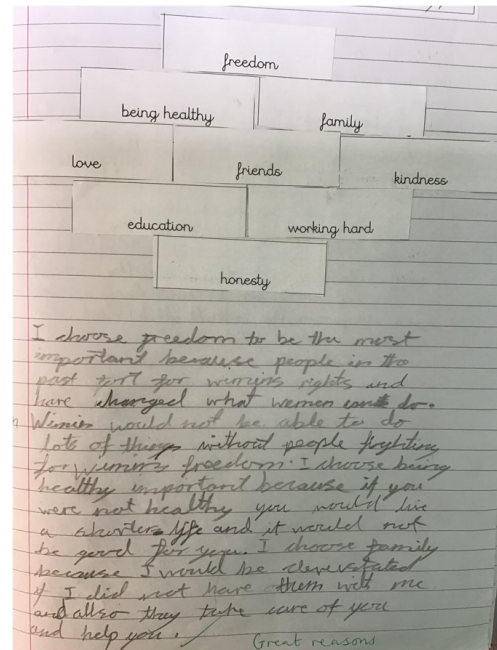 freedom
being healthy family
love friends kindness
education working hard
honesty
I choose freedom to be the most
important because people in the
past fort for wimins rights and
have changed what women do.
Wimin would not be able to do
lots of things without people fighting
for wimins freedom. I choose being
healthy important because if you
were not healthy you would live
a shorter life and it would not
be good for you. I choose family
because I would be devastated
if I did not have them with me
and allso they take care of you
and help you.
Great reasons